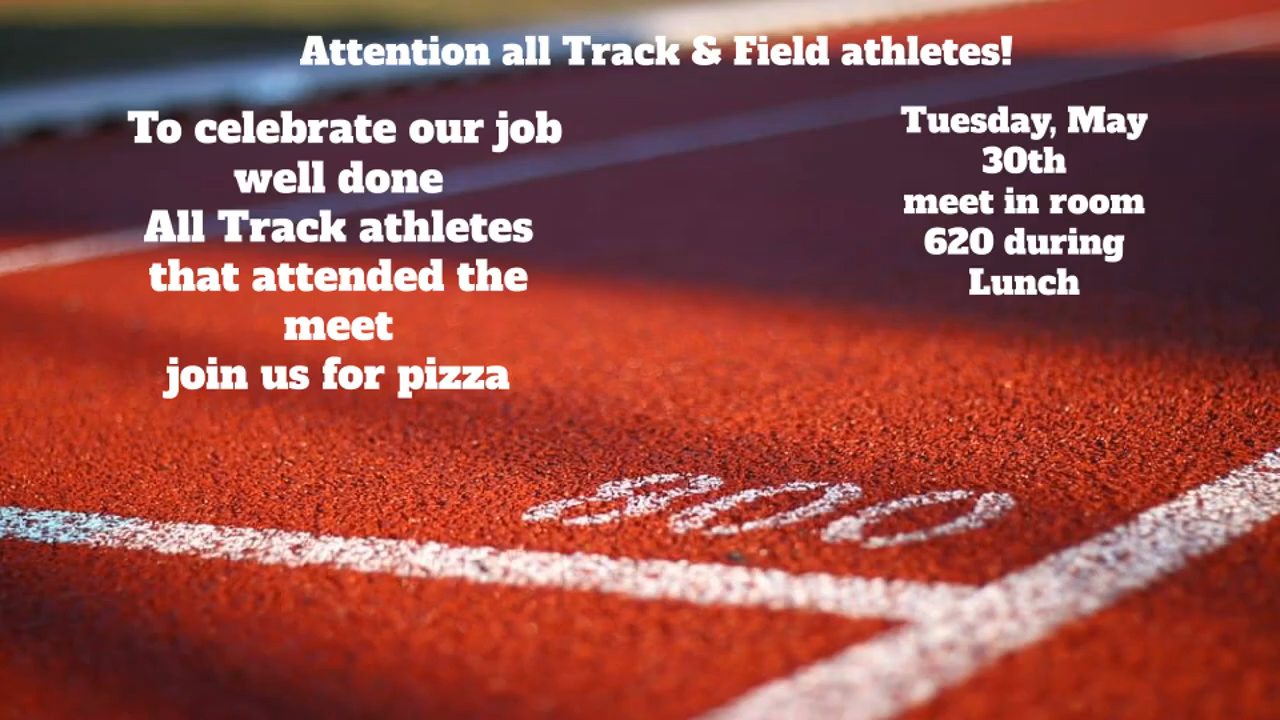 Attention all Track & Field athletes!
To celebrate our job
well done
All Track athletes
that attended the
meet
join us for pizza
Tuesday, May
30th
meet in room
620 during
Lunch
800